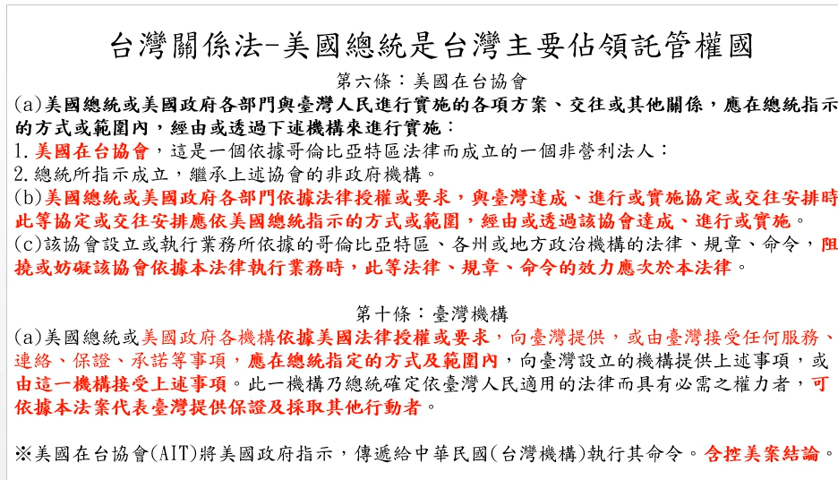 台灣關係法-美國總統是台灣主要佔領託管權國
第六條：美國在台協會
(a)美國總統或美國政府各部門與臺灣人民進行實施的各項方案、交往或其他關係，應在總統指示
的方式或範圍內，經由或透過下述機構來進行實施：
1.美國在台協會，這是一個依據哥倫比亞特區法律而成立的一個非營利法人：
2.總統所指示成立，繼承上述協會的非政府機構。
(b)美國總統或美國政府各部門依據法律授權或要求，與臺灣達成、進行或實施協定或交往安排時
此等協定或交往安排應依美國總統指示的方式或範圍，經由或透過該協會達成、進行或實施。
(c)該協會設立或執行業務所依據的哥倫比亞特區、各州或地方政治機構的法律、規章、命令，阻
撓或妨礙該協會依據本法律執行業務時，此等法律、規章、命令的效力應次於本法律。
第十條：臺灣機構
(a)美國總統或美國政府各機構依據美國法律授權或要求，向臺灣提供，或由臺灣接受任何服務、
連絡、保證、承諾等事項，應在總統指定的方式及範圍內，向臺灣設立的機構提供上述事項，或
由這一機構接受上述事項。此一機構乃總統確定依臺灣人民適用的法律而具有必需之權力者，可
依據本法案代表臺灣提供保證及採取其他行動者。
※美國在台協會(AIT)將美國政府指示，傳遞給中華民國(台灣機構)執行其命令。含控美案結論。